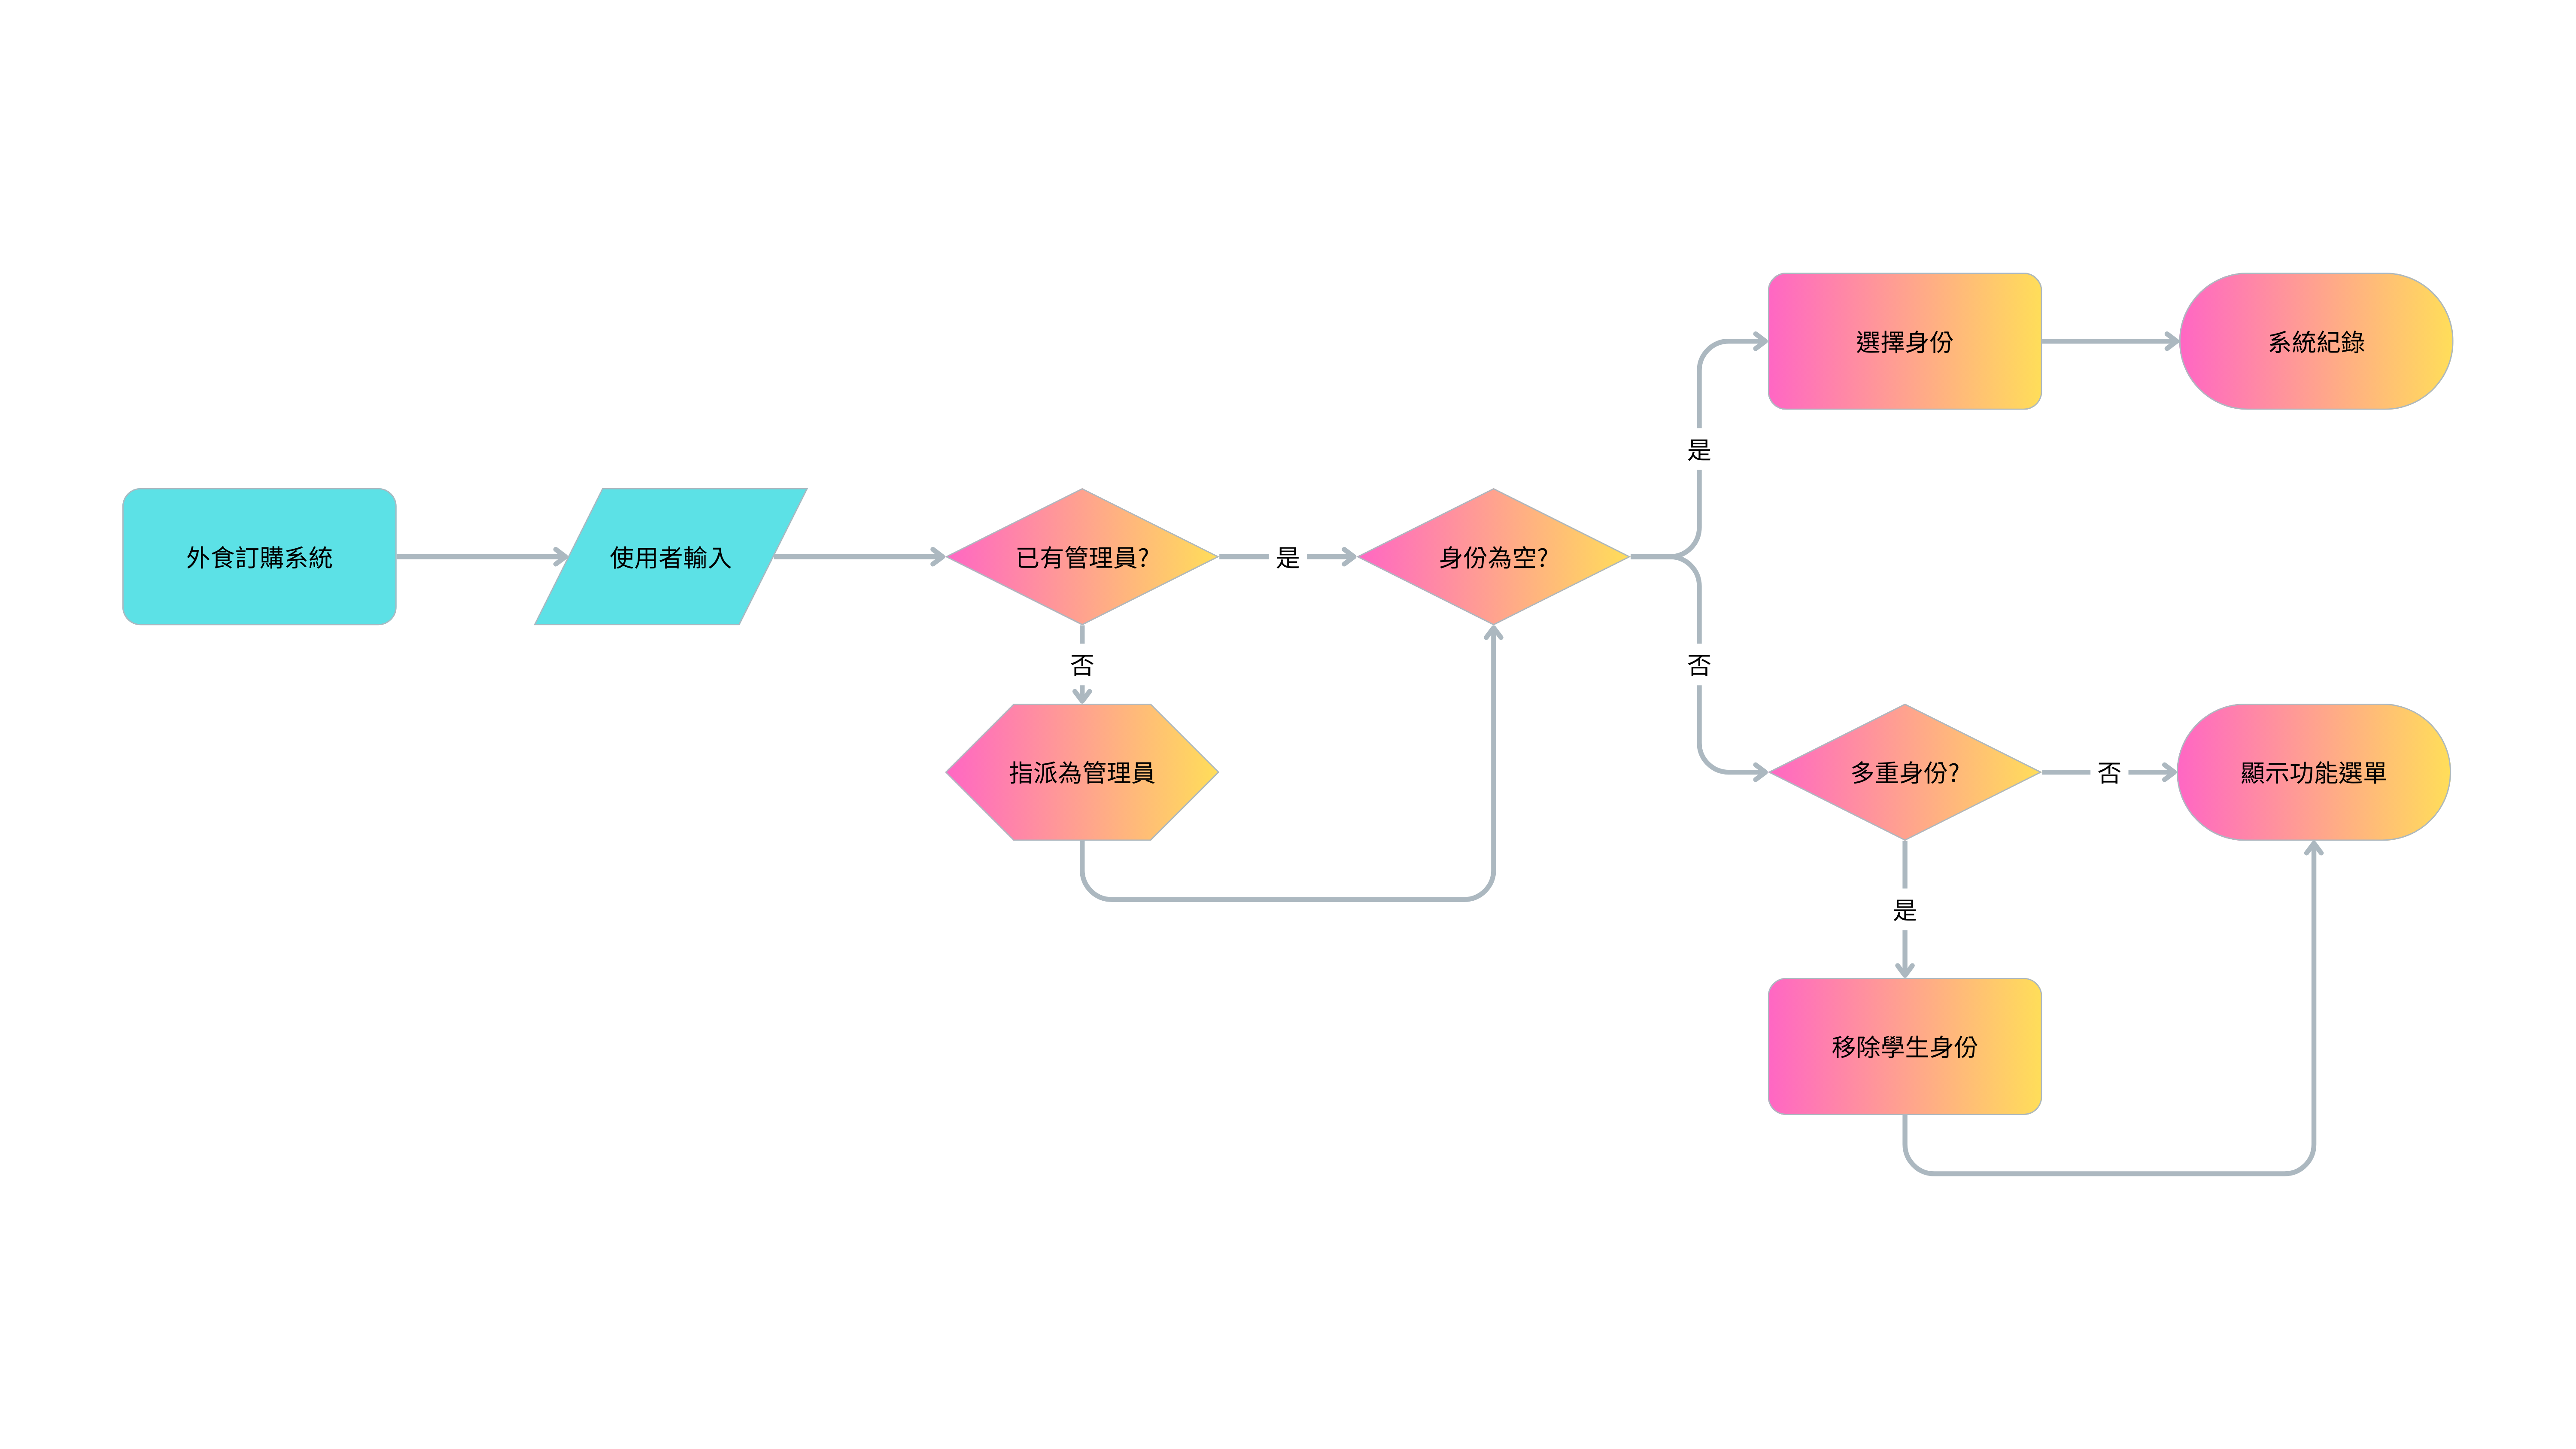 選擇身份
系統紀錄
是
外食訂購系統
使用者輸入
已有管理員?
是
身份為空?
否
否
指派為管理員
多重身份?
否
顯示功能選單
是
移除學生身份